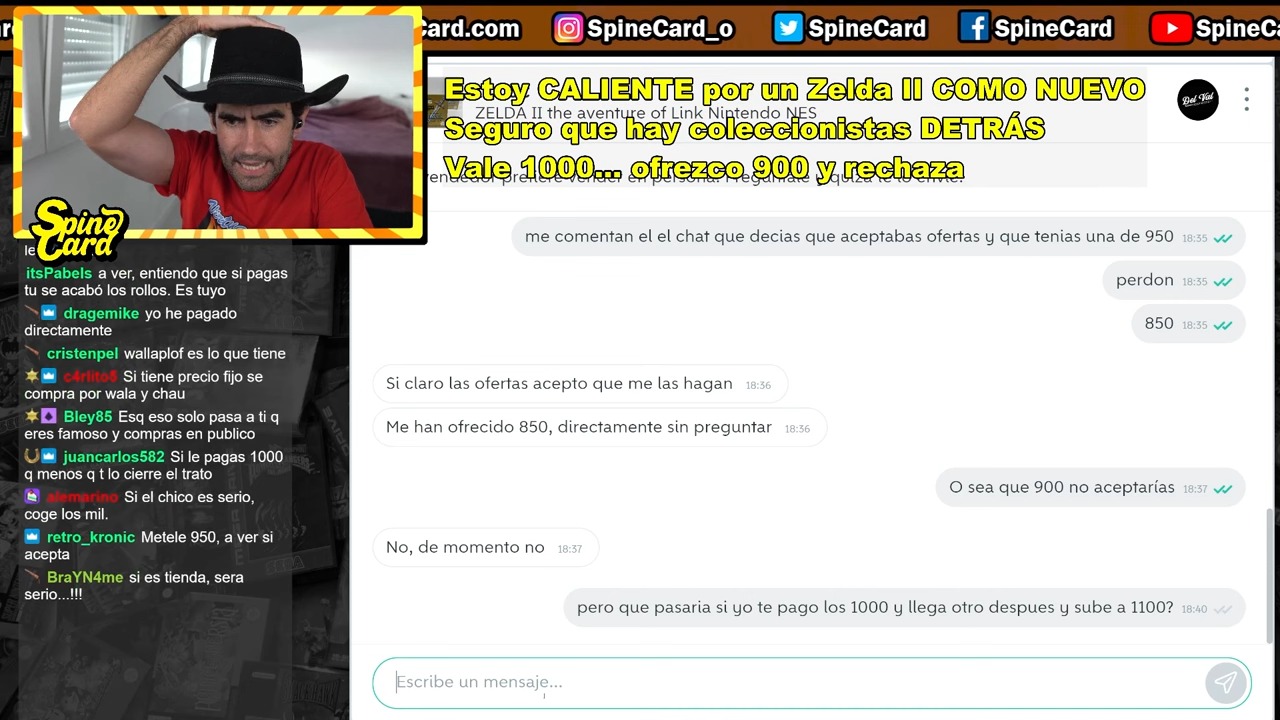 Card.com
SpineCard_o
SpineCard
SpineCard
SpineC
Estoy CALIENTE por un Zelda II COMO NUEVO
ZELDA II the aventure of Link Nintendo NES
Seguro que hay coleccionistas DETRÁS
Vale 1000... ofrezco 900 y rechaza
Del Val
Spine
Card
le
itsPabels a ver, entiendo que si pagas
tu se acabó los rollos. Es tuyo
dragemike yo he pagado
directamente
cristenpel wallaplof es lo que tiene
c4rlito5 Si tiene precio fijo se
compra por wala y chau
Bley85 Esq eso solo pasa a ti q
eres famoso y compras en publico
juancarlos582 Si le pagas 1000
q menos q t lo cierre el trato
alemarino Si el chico es serio,
coge los mil.
retro_kronic Metele 950, a ver si
acepta
BraYN4me si es tienda, sera
serio...!!!
me comentan el el chat que decias que aceptabas ofertas y que tenias una de 950 18:35
perdon 18:35
850 18:35
Si claro las ofertas acepto que me las hagan 18:36
Me han ofrecido 850, directamente sin preguntar 18:36
O sea que 900 no aceptarías 18:37
No, de momento no 18:37
pero que pasaria si yo te pago los 1000 y llega otro despues y sube a 1100? 18:40
Escribe un mensaje...